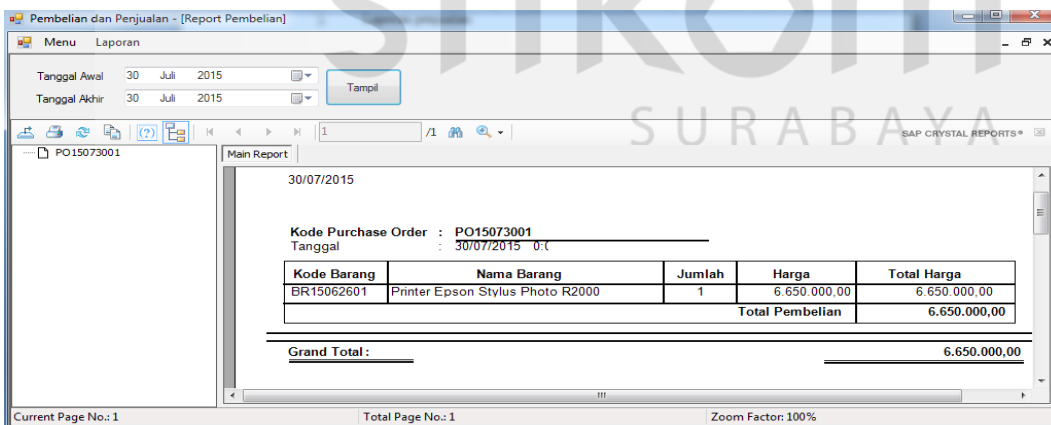 Pembelian dan Penjualan - [Report Pembelian]
Menu Laporan
Tanggal Awal 30 Juli 2015
Tampil
Tanggal Akhir 30 Juli 2015
SURABAYA
1 /1
SAP CRYSTAL REPORTS®
PO15073001
Main Report
30/07/2015
Kode Purchase Order : PO15073001
Tanggal : 30/07/2015 0:(
Kode Barang Nama Barang Jumlah Harga Total Harga
BR15062601 Printer Epson Stylus Photo R2000 1 6.650.000,00 6.650.000,00
Total Pembelian 6.650.000,00
Grand Total : 6.650.000,00
Current Page No.: 1 Total Page No.: 1 Zoom Factor: 100%